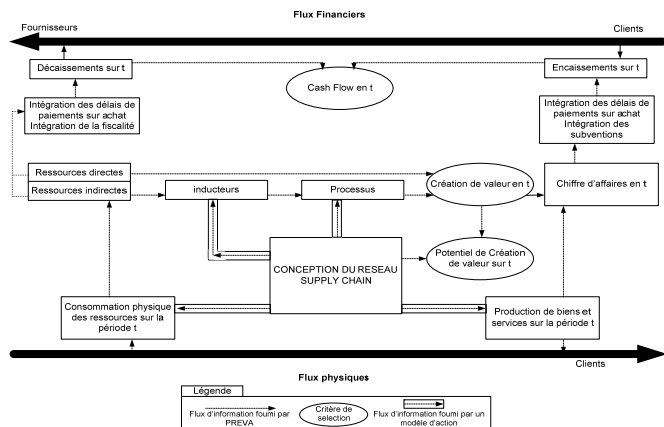 Flux Financiers
Fournisseurs
Clients
Décaissements sur t
Encaissements sur t
Cash Flow en t
Intégration des délais de
paiements sur achat
Intégration de la fiscalité
Intégration des délais de
paiements sur achat
Intégration des
subventions
Ressources directes
Ressources indirectes
inducteurs
Processus
Création de valeur en t
Chiffre d'affaires en t
CONCEPTION DU RESEAU
SUPPLY CHAIN
Potentiel de Création
de valeur sur t
Consommation physique
des ressources sur la
période t
Production de biens et
services sur la période t
Clients
Flux physiques
Légende
Flux d'information fourni par
PREVA
Critère de
selection
Flux d'information fourni par un
modèle d'action